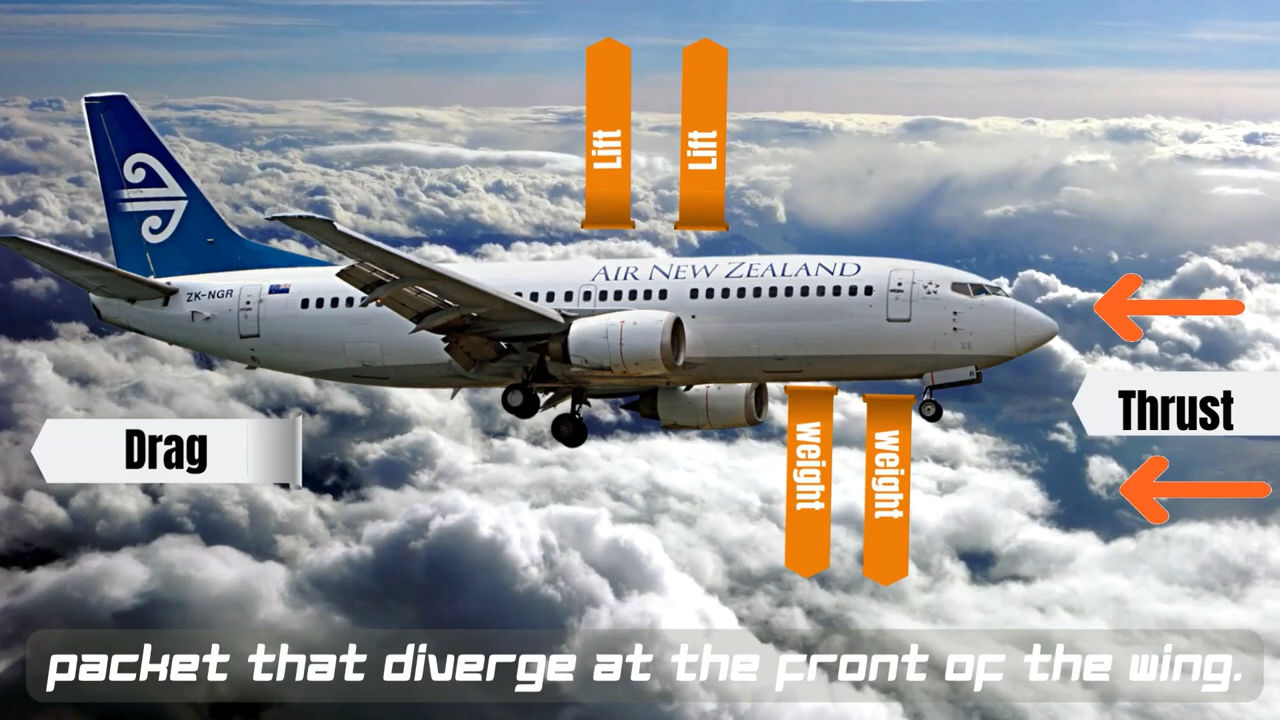 Lift
Lift
AIR NEW ZEALAND
ZK-NGR
Thrust
Drag
weight
weight
packet that diverge at the front of the wing.